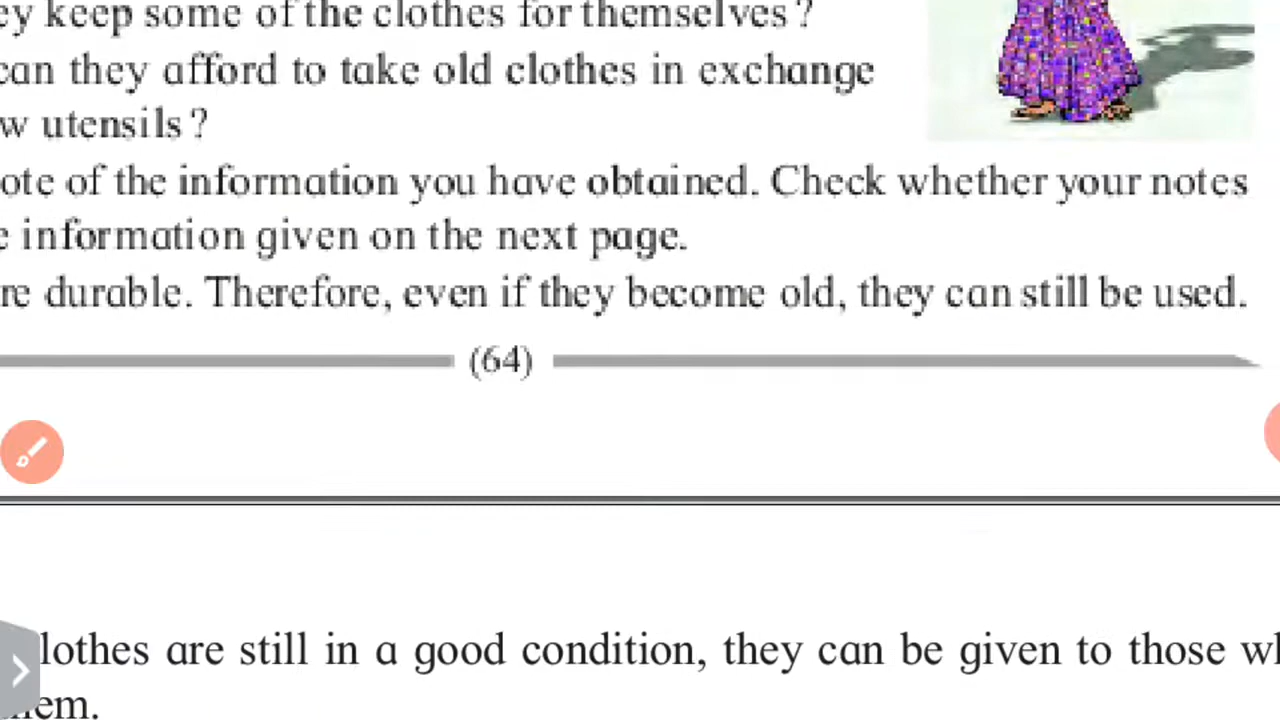 ey keep some of the clothes for themselves ?
can they afford to take old clothes in exchange
w utensils ?
ote of the information you have obtained. Check whether your notes
e information given on the next page.
re durable. Therefore, even if they become old, they can still be used.
(64)
lothes are still in a good condition, they can be given to those wh
em.